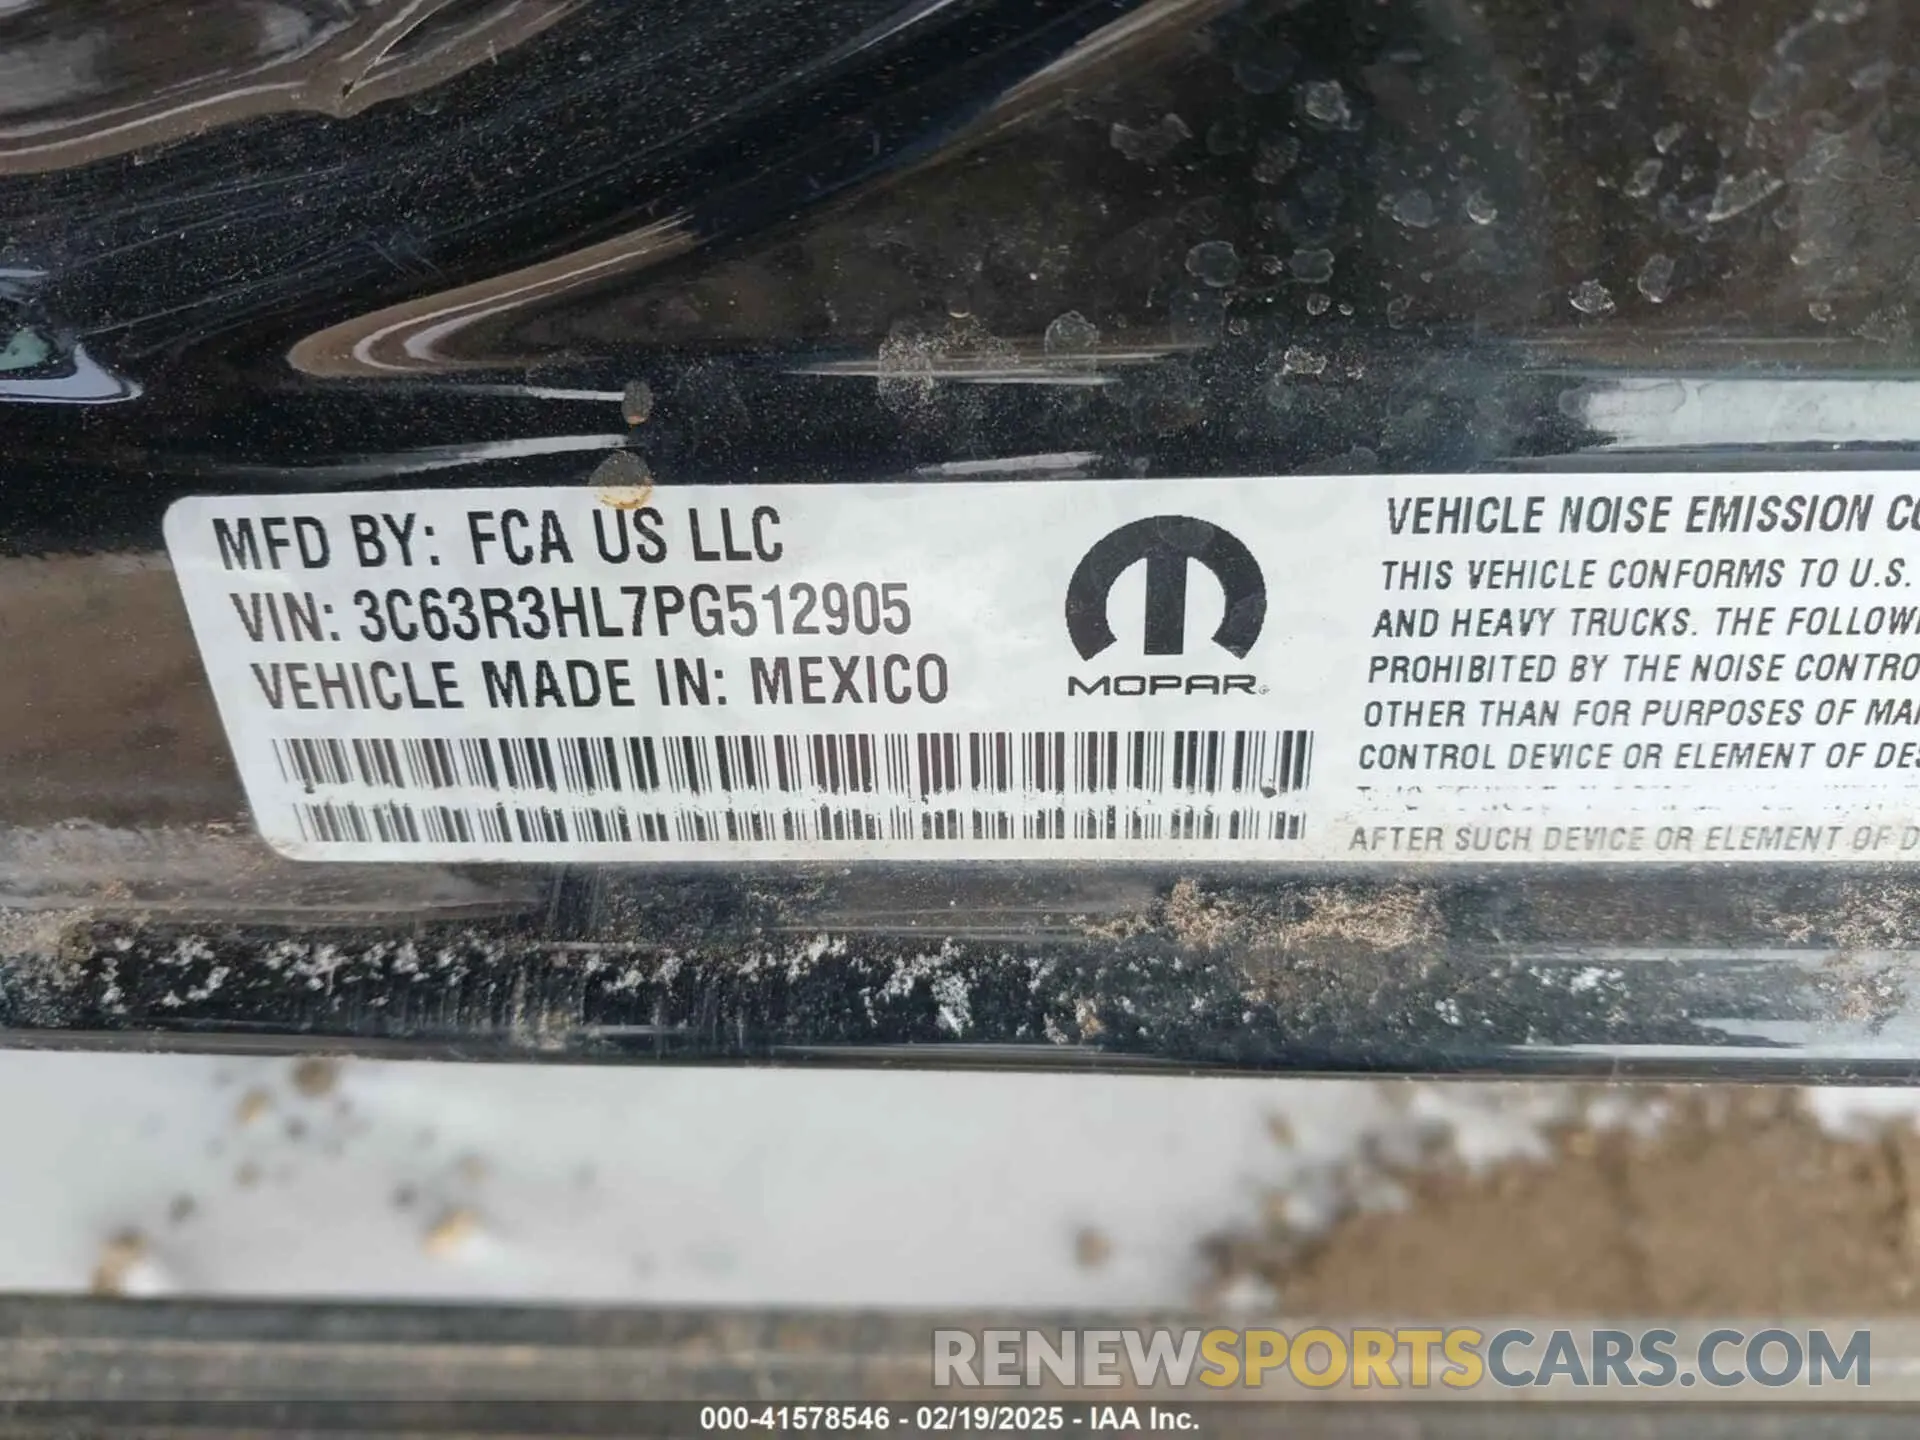 MFD BY: FCA US LLC
VIN: 3C63R3HL7PG512905
VEHICLE MADE IN: MEXICO
MOPAR
VEHICLE NOISE EMISSION
THIS VEHICLE CONFORMS TO U.S.
AND HEAVY TRUCKS. THE
PROHIBITED BY THE NOISE
OTHER THAN FOR PURPOSES OF
CONTROL DEVICE OR ELEMENT OF
AFTER SUCH DEVICE OR ELEMENT OF
RENEWSPORTSCARS.COM
000-41578546 - 02/19/2025 - IAA Inc.